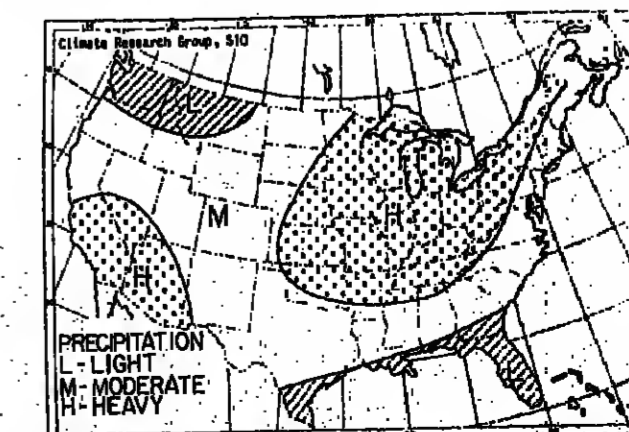 Climate Research Group, SIO
L
M
H
H
PRECIPITATION
L - LIGHT
M - MODERATE
H - HEAVY